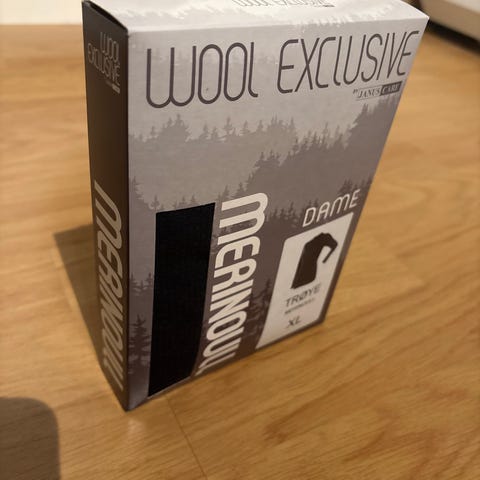 WOOL EXCLUSIVE
BY JANUS CARE
MERINOULL
DAME
TRØYE
XL
WOOL
EXCLUSIVE
MERINOULL